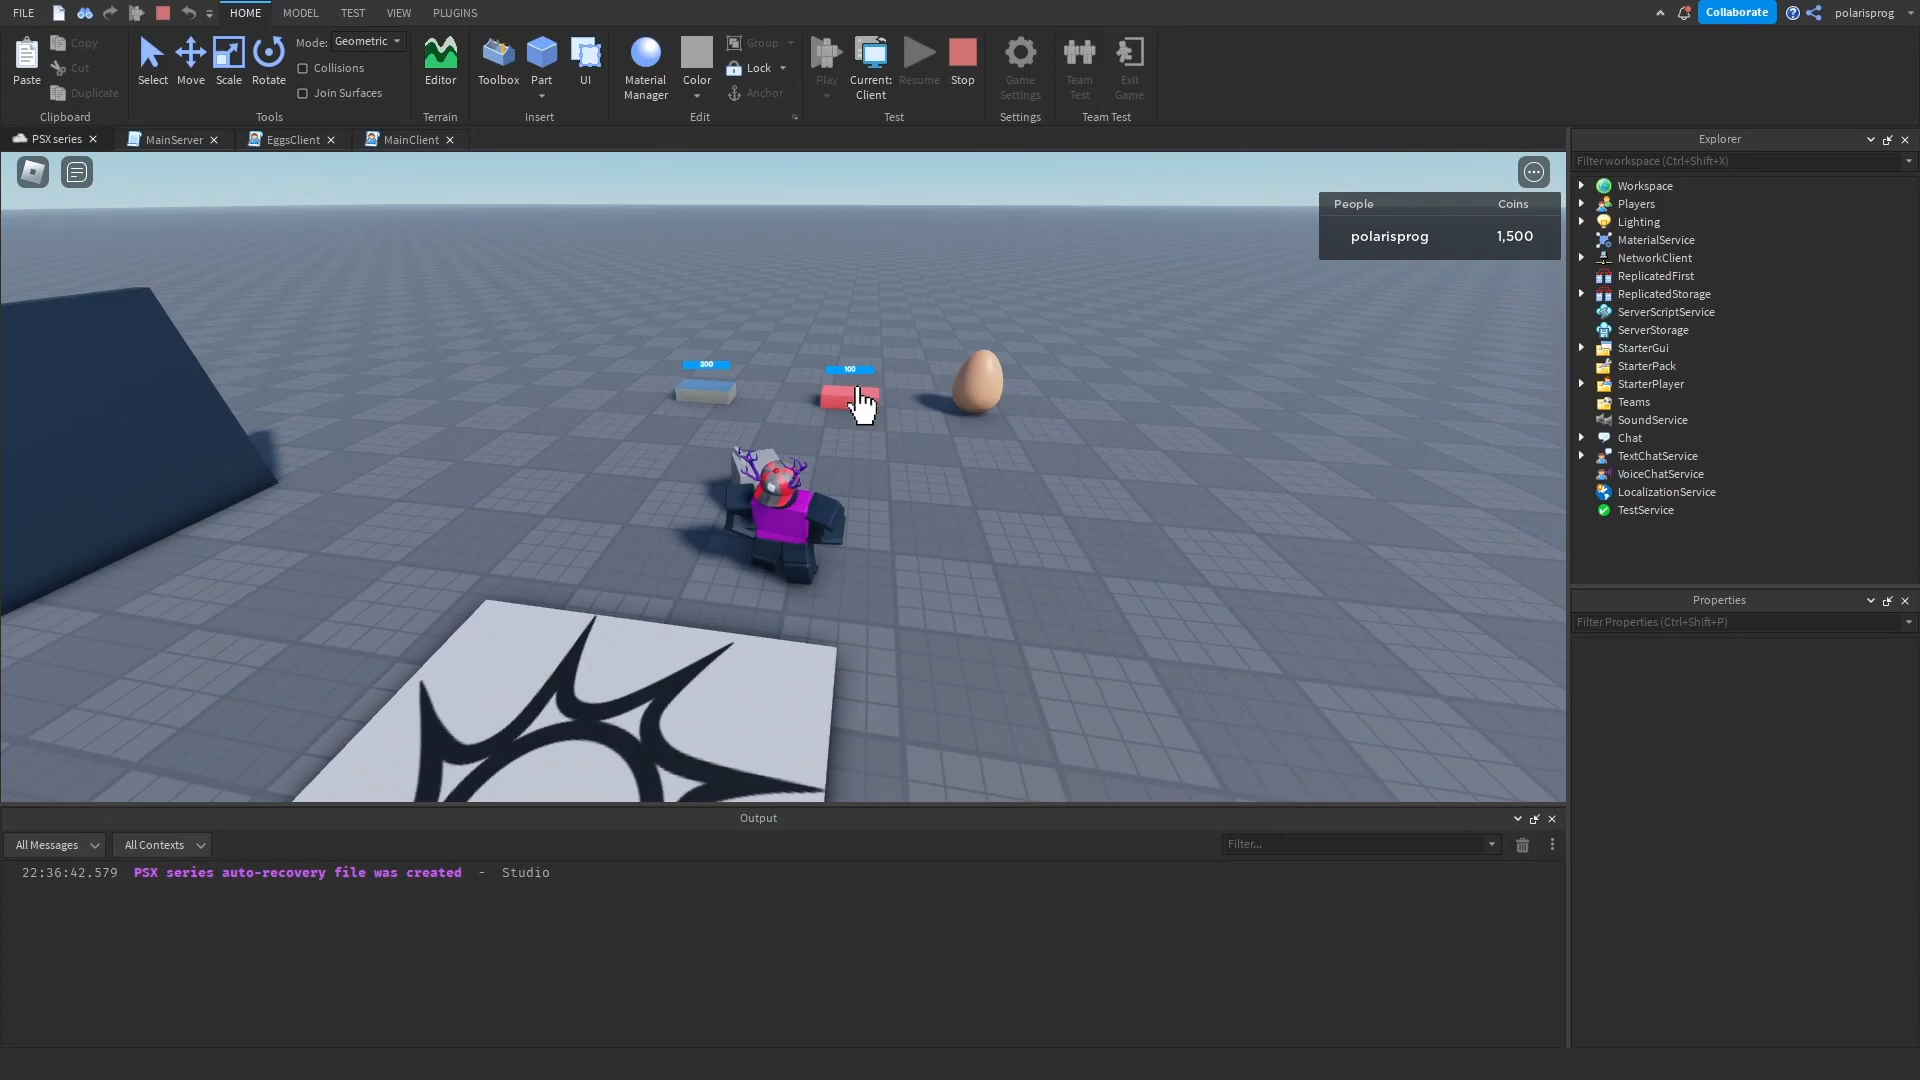 FILE HOME MODEL TEST VIEW PLUGINS Collaborate polarisprog
Paste Copy Cut Duplicate Clipboard
Select Move Scale Rotate Mode: Geometric Collisions Join Surfaces Tools
Editor Terrain
Toolbox Part UI Insert
Material Manager Color Group Lock Anchor Edit
Play Current: Client Resume Stop Test
Game Settings Settings
Team Test Exit Game Team Test
PSX series MainServer EggsClient MainClient
People Coins
polarisprog 1,500
200 100
Output
All Messages All Contexts Filter...
22:36:42.579 PSX series auto-recovery file was created - Studio
Explorer
Filter workspace (Ctrl+Shift+X)
Workspace
Players
Lighting
MaterialService
NetworkClient
ReplicatedFirst
ReplicatedStorage
ServerScriptService
ServerStorage
StarterGui
StarterPack
StarterPlayer
Teams
SoundService
Chat
TextChatService
VoiceChatService
LocalizationService
TestService
Properties
Filter Properties (Ctrl+Shift+P)